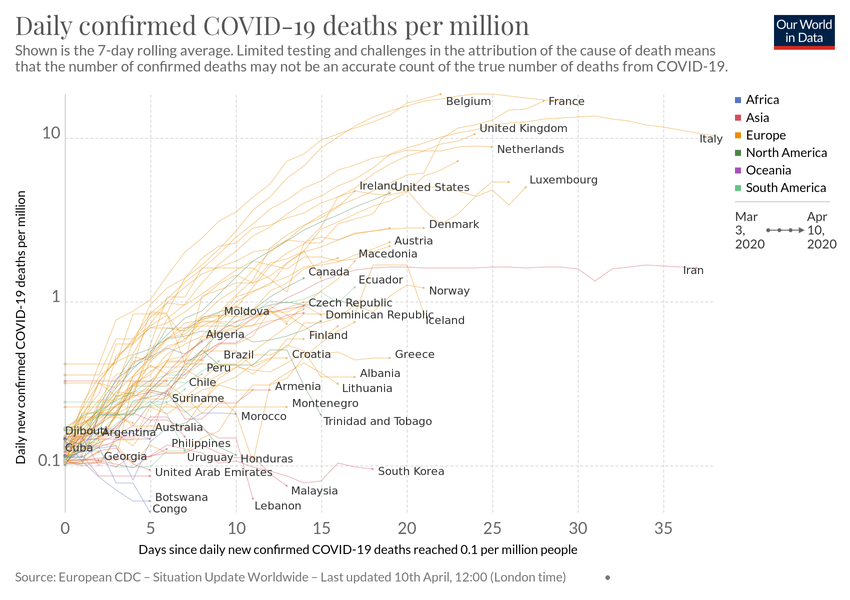 Daily confirmed COVID-19 deaths per million
Shown is the 7-day rolling average. Limited testing and challenges in the attribution of the cause of death means
that the number of confirmed deaths may not be an accurate count of the true number of deaths from COVID-19.
Our World
in Data
Belgium
France
United Kingdom
Italy
Netherlands
Ireland
United States
Luxembourg
Denmark
Austria
Macedonia
Canada
Iran
Ecuador
Norway
Czech Republic
Moldova
Dominican Republic
Iceland
Algeria
Finland
Brazil
Croatia
Greece
Peru
Albania
Chile
Armenia
Lithuania
Suriname
Montenegro
Morocco
Trinidad and Tobago
Djibouti
Argentina
Australia
Cuba
Philippines
Georgia
Uruguay
Honduras
United Arab Emirates
South Korea
Malaysia
Botswana
Lebanon
Congo
10
1
0.1
Daily new confirmed COVID-19 deaths per million
0
5
10
15
20
25
30
35
Days since daily new confirmed COVID-19 deaths reached 0.1 per million people
Africa
Asia
Europe
North America
Oceania
South America
Mar
3,
2020
Apr
10,
2020
Source: European CDC – Situation Update Worldwide – Last updated 10th April, 12:00 (London time)